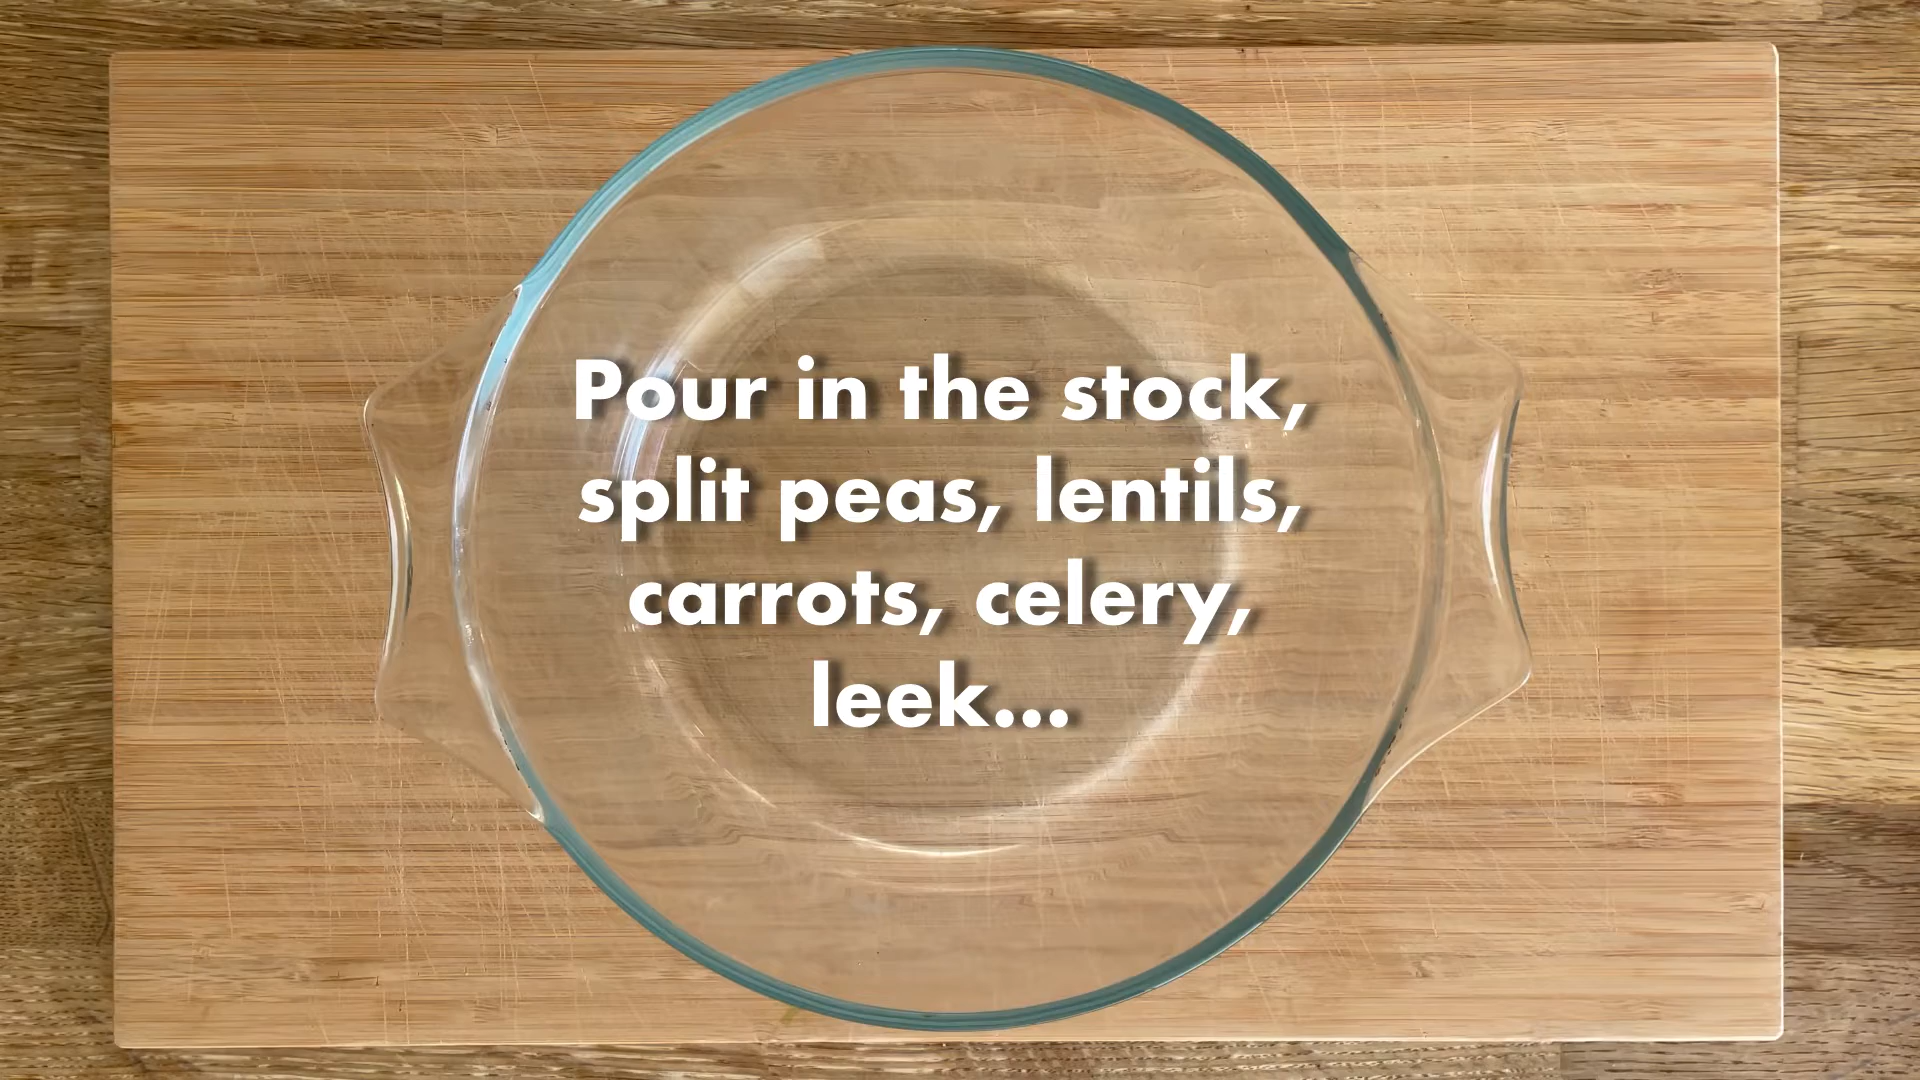 Pour in the stock,
split peas, lentils,
carrots, celery,
leek...